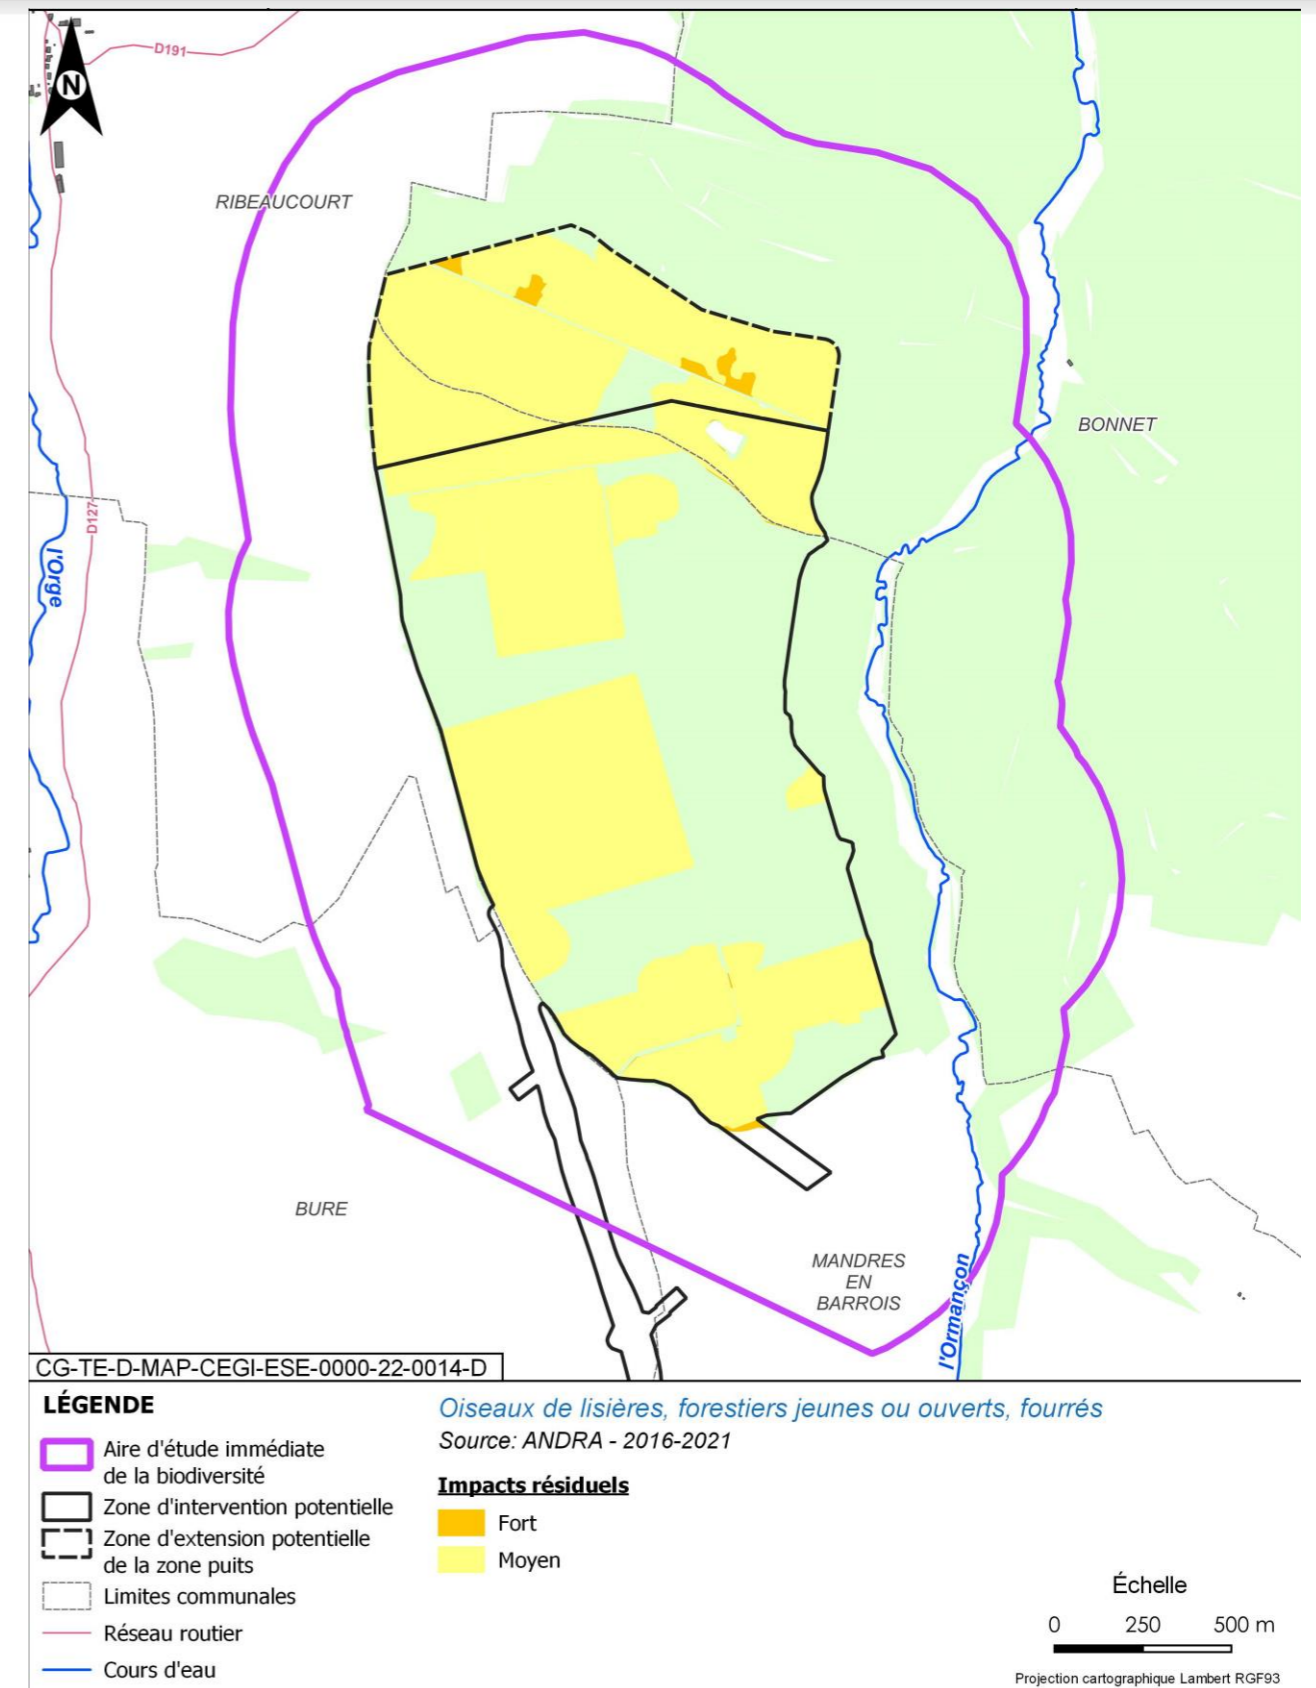 D191
N
RIBEAUCOURT
BONNET
D127
l'Orge
BURE
MANDRES
EN
BARROIS
l'Ormançon
CG-TE-D-MAP-CEGI-ESE-0000-22-0014-D
LÉGENDE
Aire d'étude immédiate
de la biodiversité
Zone d'intervention potentielle
Zone d'extension potentielle
de la zone puits
Limites communales
Réseau routier
Cours d'eau
Oiseaux de lisières, forestiers jeunes ou ouverts, fourrés
Source: ANDRA - 2016-2021
Impacts résiduels
Fort
Moyen
Échelle
0 250 500 m
Projection cartographique Lambert RGF93